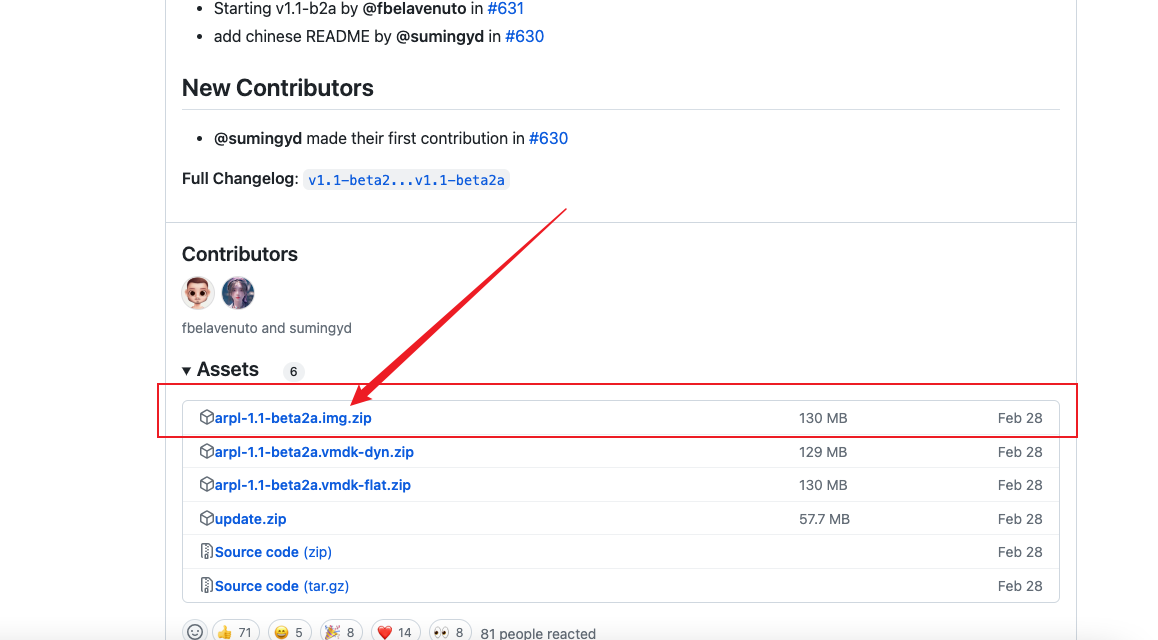 Starting v1.1-b2a by @fbelavenuto in #631
add chinese README by @sumingyd in #630
New Contributors
@sumingyd made their first contribution in #630
Full Changelog: v1.1-beta2...v1.1-beta2a
Contributors
fbelavenuto and sumingyd
Assets 6
arpl-1.1-beta2a.img.zip 130 MB Feb 28
arpl-1.1-beta2a.vmdk-dyn.zip 129 MB Feb 28
arpl-1.1-beta2a.vmdk-flat.zip 130 MB Feb 28
update.zip 57.7 MB Feb 28
Source code (zip) Feb 28
Source code (tar.gz) Feb 28
71 5 8 14 8 81 people reacted